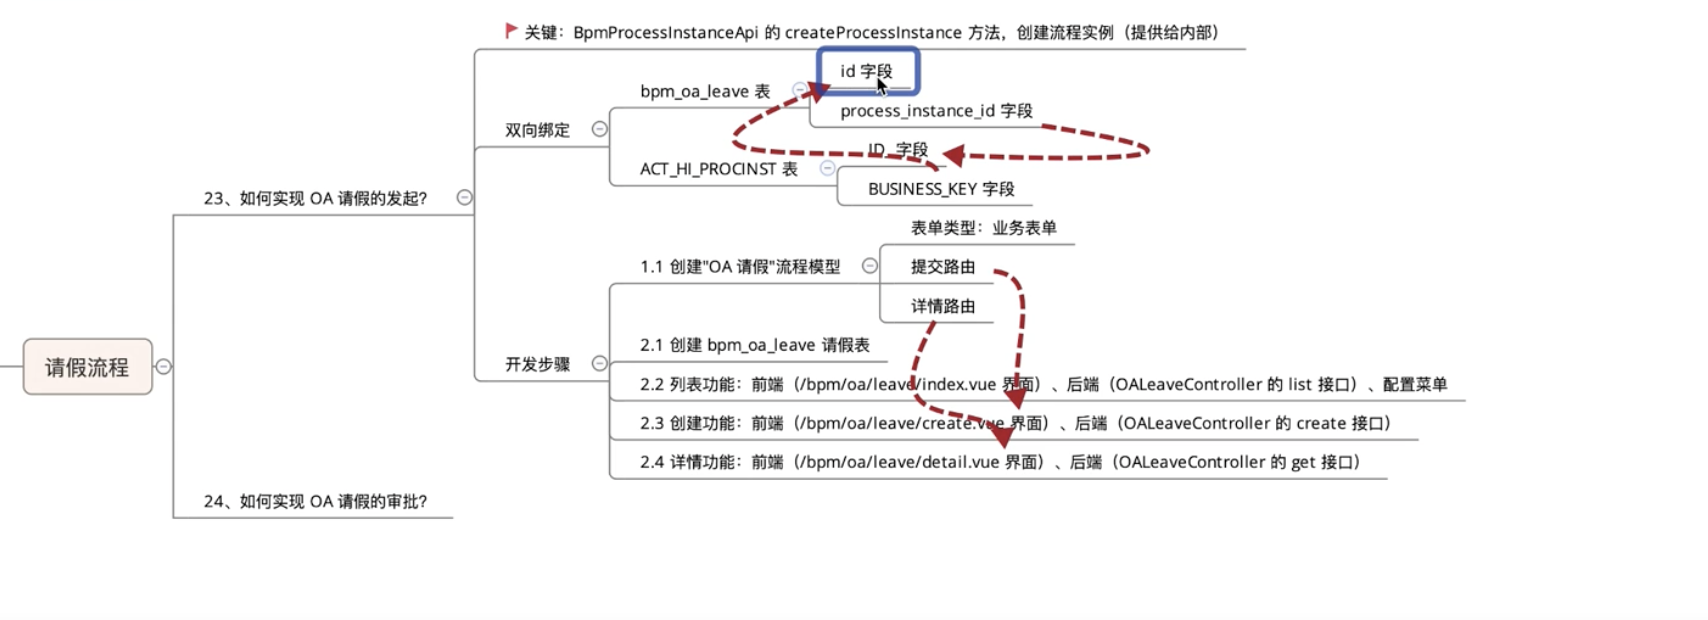 关键：BpmProcessInstanceApi 的 createProcessInstance 方法，创建流程实例（提供给内部）
id 字段
bpm_oa_leave 表
process_instance_id 字段
双向绑定
ID_ 字段
ACT_HI_PROCINST 表
BUSINESS_KEY 字段
23、如何实现 OA 请假的发起？
表单类型：业务表单
1.1 创建"OA 请假"流程模型
提交路由
详情路由
2.1 创建 bpm_oa_leave 请假表
开发步骤
请假流程
2.2 列表功能：前端（/bpm/oa/leave/index.vue 界面）、后端（OALeaveController 的 list 接口）、配置菜单
2.3 创建功能：前端（/bpm/oa/leave/create.vue 界面）、后端（OALeaveController 的 create 接口）
2.4 详情功能：前端（/bpm/oa/leave/detail.vue 界面）、后端（OALeaveController 的 get 接口）
24、如何实现 OA 请假的审批？